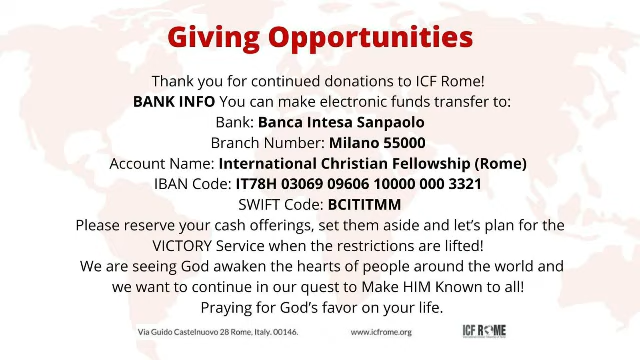 Giving Opportunities
Thank you for continued donations to ICF Rome!
BANK INFO You can make electronic funds transfer to:
Bank: Banca Intesa Sanpaolo
Branch Number: Milano 55000
Account Name: International Christian Fellowship (Rome)
IBAN Code: IT78H 03069 09606 10000 000 3321
SWIFT Code: BCITITMM
Please reserve your cash offerings, set them aside and let's plan for the
VICTORY Service when the restrictions are lifted!
We are seeing God awaken the hearts of people around the world and
we want to continue in our quest to Make HIM Known to all!
Praying for God's favor on your life.
Via Guido Castelnuovo 28 Rome, Italy. 00146. www.icfrome.org ICF ROME